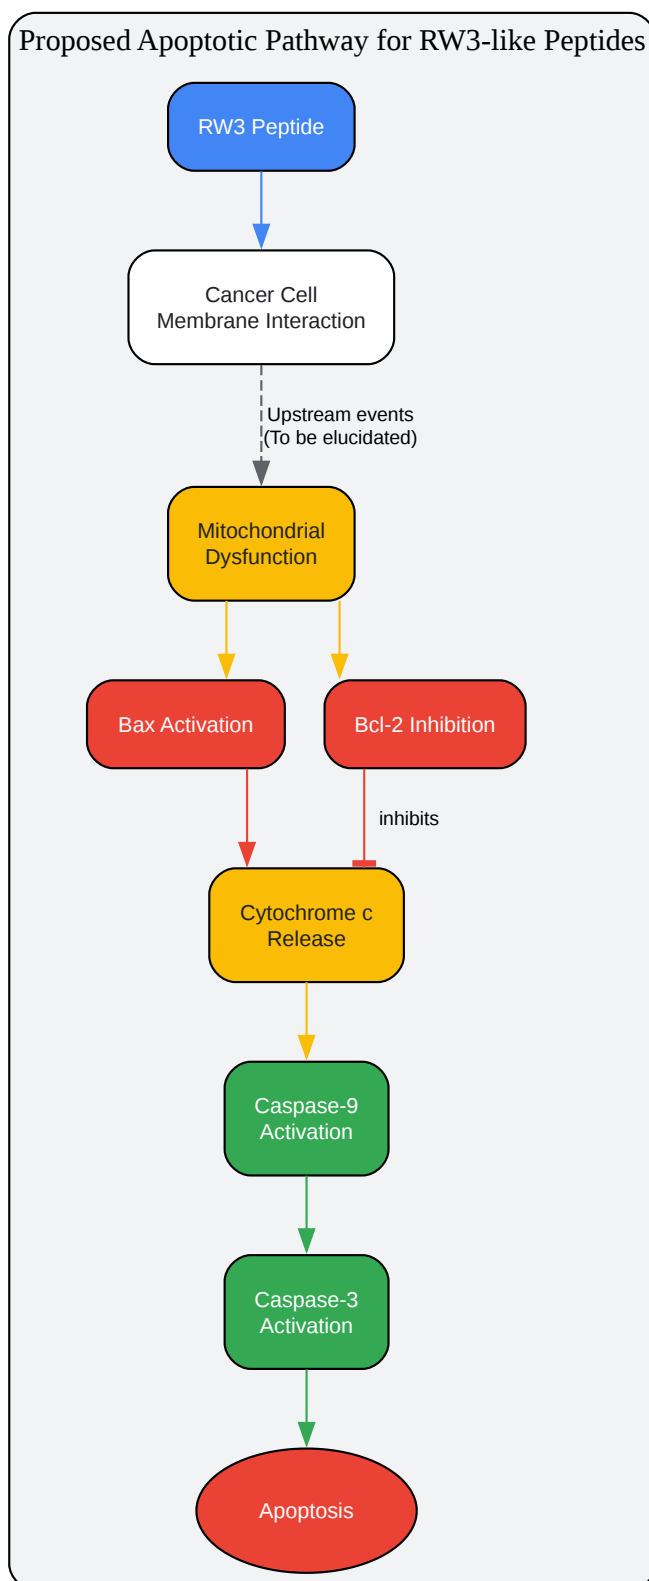 Proposed Apoptotic Pathway for RW3-like Peptides
RW3 Peptide
Cancer Cell
Membrane Interaction
Upstream events
(To be elucidated)
Mitochondrial
Dysfunction
Bax Activation
Bcl-2 Inhibition
inhibits
Cytochrome c
Release
Caspase-9
Activation
Caspase-3
Activation
Apoptosis